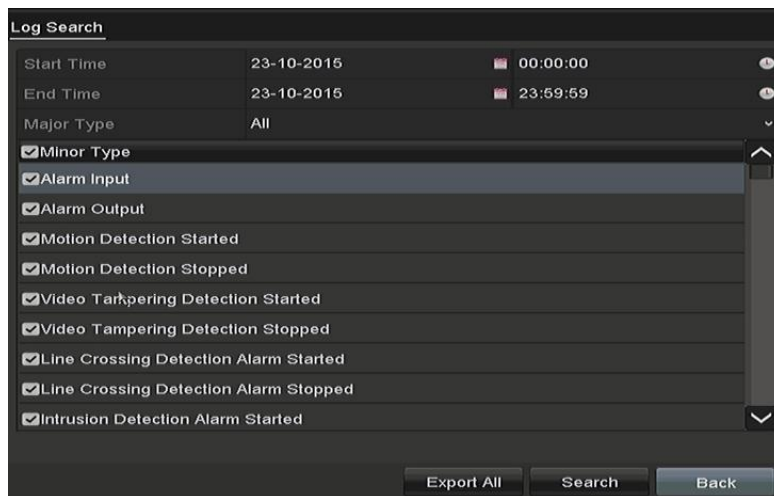 Log Search
Start Time 23-10-2015 00:00:00
End Time 23-10-2015 23:59:59
Major Type All
Minor Type
Alarm Input
Alarm Output
Motion Detection Started
Motion Detection Stopped
Video Tampering Detection Started
Video Tampering Detection Stopped
Line Crossing Detection Alarm Started
Line Crossing Detection Alarm Stopped
Intrusion Detection Alarm Started
Export All Search Back